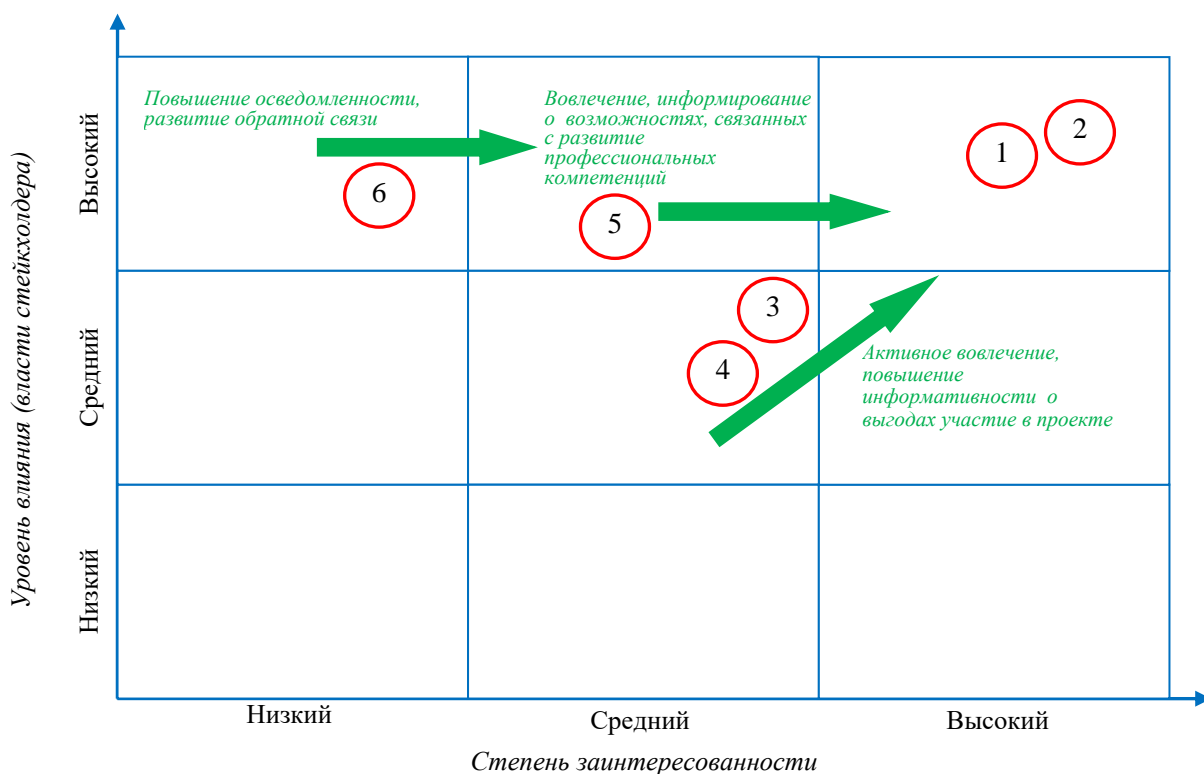 Повышение осведомленности,
развитие обратной связи
Вовлечение, информирование
о возможностях, связанных
с развитие
профессиональных
компетенций
1
2
6
5
3
4
Активное вовлечение,
повышение
информативности о
выгодах участие в проекте
Уровень влияния (власти стейкхолдера)
Высокий
Средний
Низкий
Низкий
Средний
Высокий
Степень заинтересованности